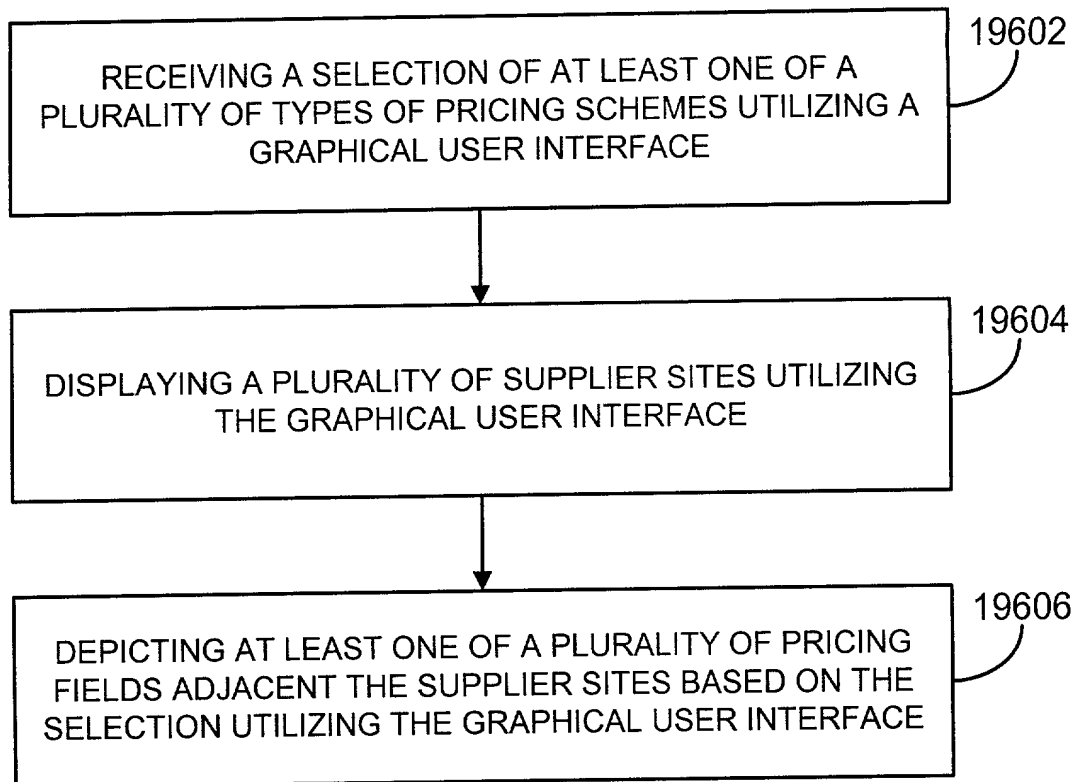 19602
RECEIVING A SELECTION OF AT LEAST ONE OF A
PLURALITY OF TYPES OF PRICING SCHEMES UTILIZING A
GRAPHICAL USER INTERFACE
19604
DISPLAYING A PLURALITY OF SUPPLIER SITES UTILIZING
THE GRAPHICAL USER INTERFACE
19606
DEPICTING AT LEAST ONE OF A PLURALITY OF PRICING
FIELDS ADJACENT THE SUPPLIER SITES BASED ON THE
SELECTION UTILIZING THE GRAPHICAL USER INTERFACE